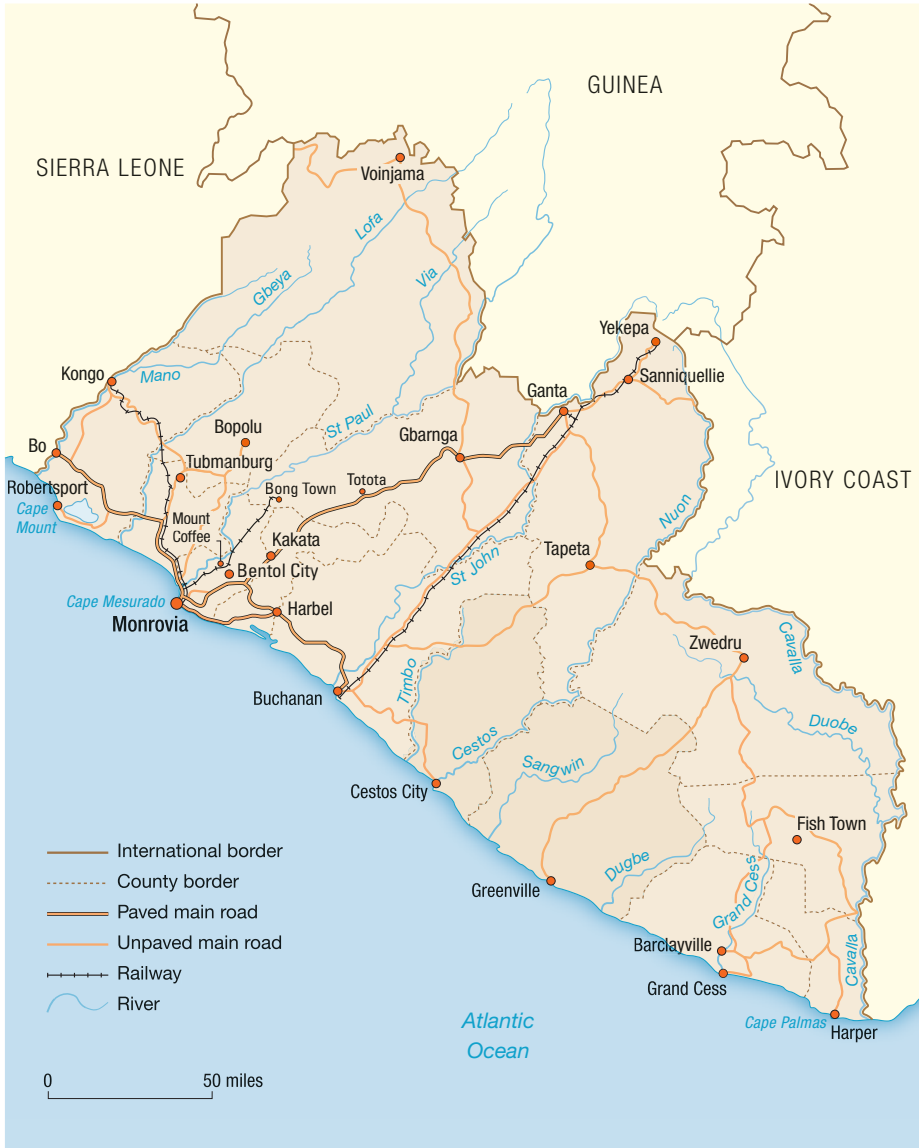 GUINEA
SIERRA LEONE
Voinjama
Lofa
Via
Gbeya
Yekepa
Kongo
Mano
Sanniquellie
Ganta
St Paul
Bopolu
Gbarnga
Bo
Tubmanburg
IVORY COAST
Robertsport
Bong Town
Totota
Cape
Mount
Mount
Coffee
Nuon
Kakata
Tapeta
St John
Bentol City
Cape Mesurado
Harbel
Monrovia
Cavalla
Zwedru
Timbo
Buchanan
Duobe
Cestos
Sangwin
Cestos City
Fish Town
International border
County border
Paved main road
Unpaved main road
Railway
River
Dugbe
Greenville
Grand Cess
Barclayville
Cavalla
Grand Cess
Atlantic
Ocean
Cape Palmas
Harper
0 50 miles